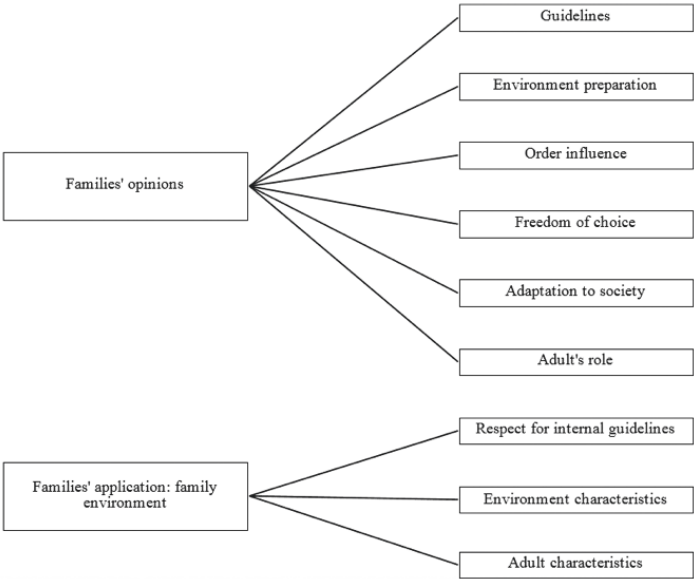 Guidelines
Environment preparation
Order influence
Families' opinions
Freedom of choice
Adaptation to society
Adult's role
Respect for internal guidelines
Families' application: family
environment
Environment characteristics
Adult characteristics